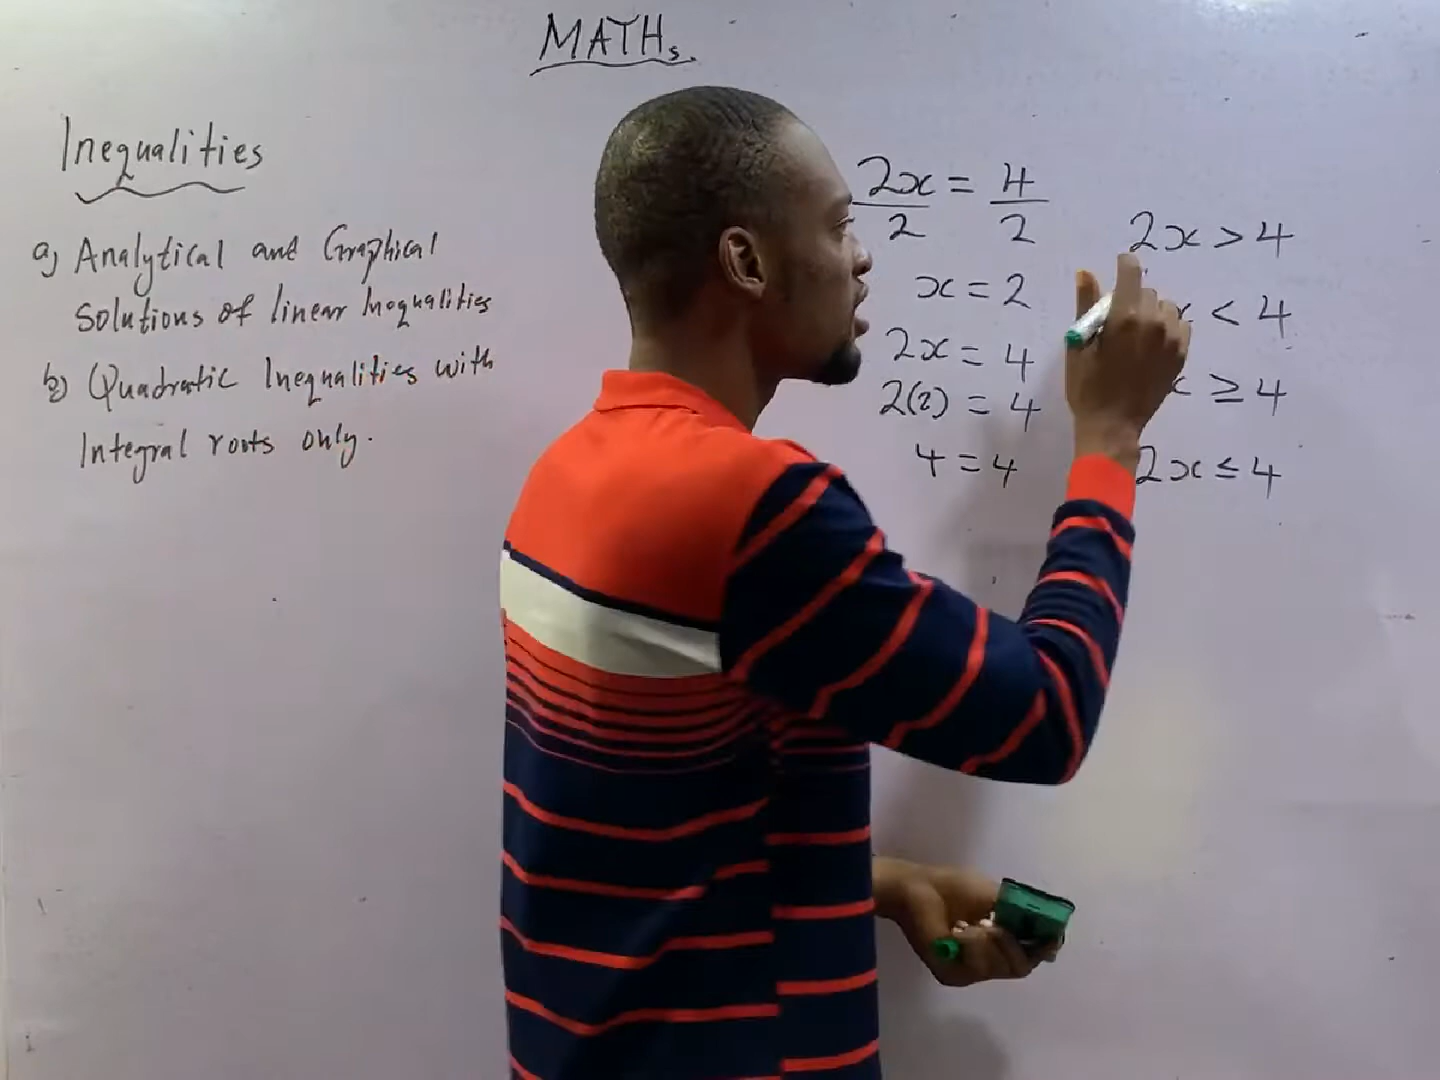 MATHs.
Inequalities
a) Analytical and Graphical
Solutions of linear Inequalities
b) Quadratic Inequalities with
Integral roots only.
2x = 4
2 2
x = 2
2x = 4
2(2) = 4
4 = 4
2x > 4
x < 4
x ≥ 4
2x ≤ 4